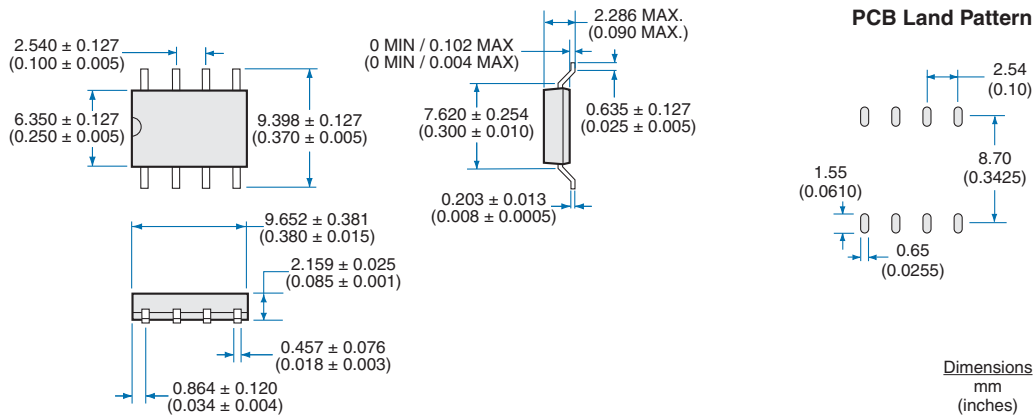 2.540 ± 0.127
(0.100 ± 0.005)
6.350 ± 0.127
(0.250 ± 0.005)
9.398 ± 0.127
(0.370 ± 0.005)
9.652 ± 0.381
(0.380 ± 0.015)
2.159 ± 0.025
(0.085 ± 0.001)
0.457 ± 0.076
(0.018 ± 0.003)
0.864 ± 0.120
(0.034 ± 0.004)
2.286 MAX.
(0.090 MAX.)
0 MIN / 0.102 MAX
(0 MIN / 0.004 MAX)
7.620 ± 0.254
(0.300 ± 0.010)
0.635 ± 0.127
(0.025 ± 0.005)
0.203 ± 0.013
(0.008 ± 0.0005)
PCB Land Pattern
2.54
(0.10)
8.70
(0.3425)
1.55
(0.0610)
0.65
(0.0255)
Dimensions
mm
(inches)